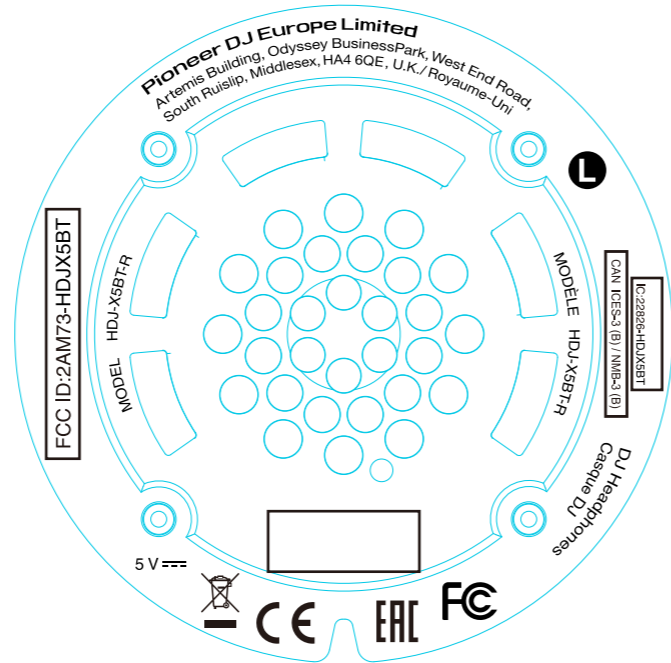 Pioneer DJ Europe Limited
Artemis Building, Odyssey BusinessPark, West End Road,
South Ruislip, Middlesex, HA4 6QE, U.K./ Royaume-Uni
L
FCC ID:2AM73-HDJX5BT
MODEL HDJ-X5BT-R
MODÈLE HDJ-X5BT-R
CAN ICES-3 (B) / NMB-3 (B)
IC:22826-HDJX5BT
DJ Headphones
Casque DJ
5 V
CE
EAC
FC